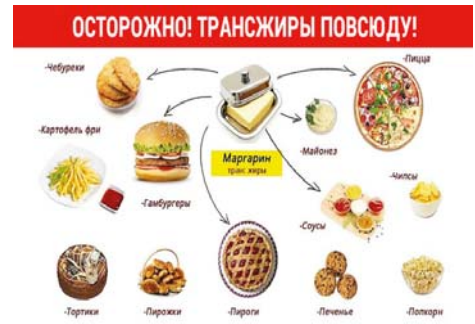 ОСТОРОЖНО! ТРАНСЖИРЫ ПОВСЮДУ!
-Чебуреки
-Пицца
-Картофель фри
-Майонез
Маргарин
транс жиры
-Гамбургеры
-Чипсы
-Соусы
-Тортики
-Пирожки
-Пироги
-Печенье
-Попкорн